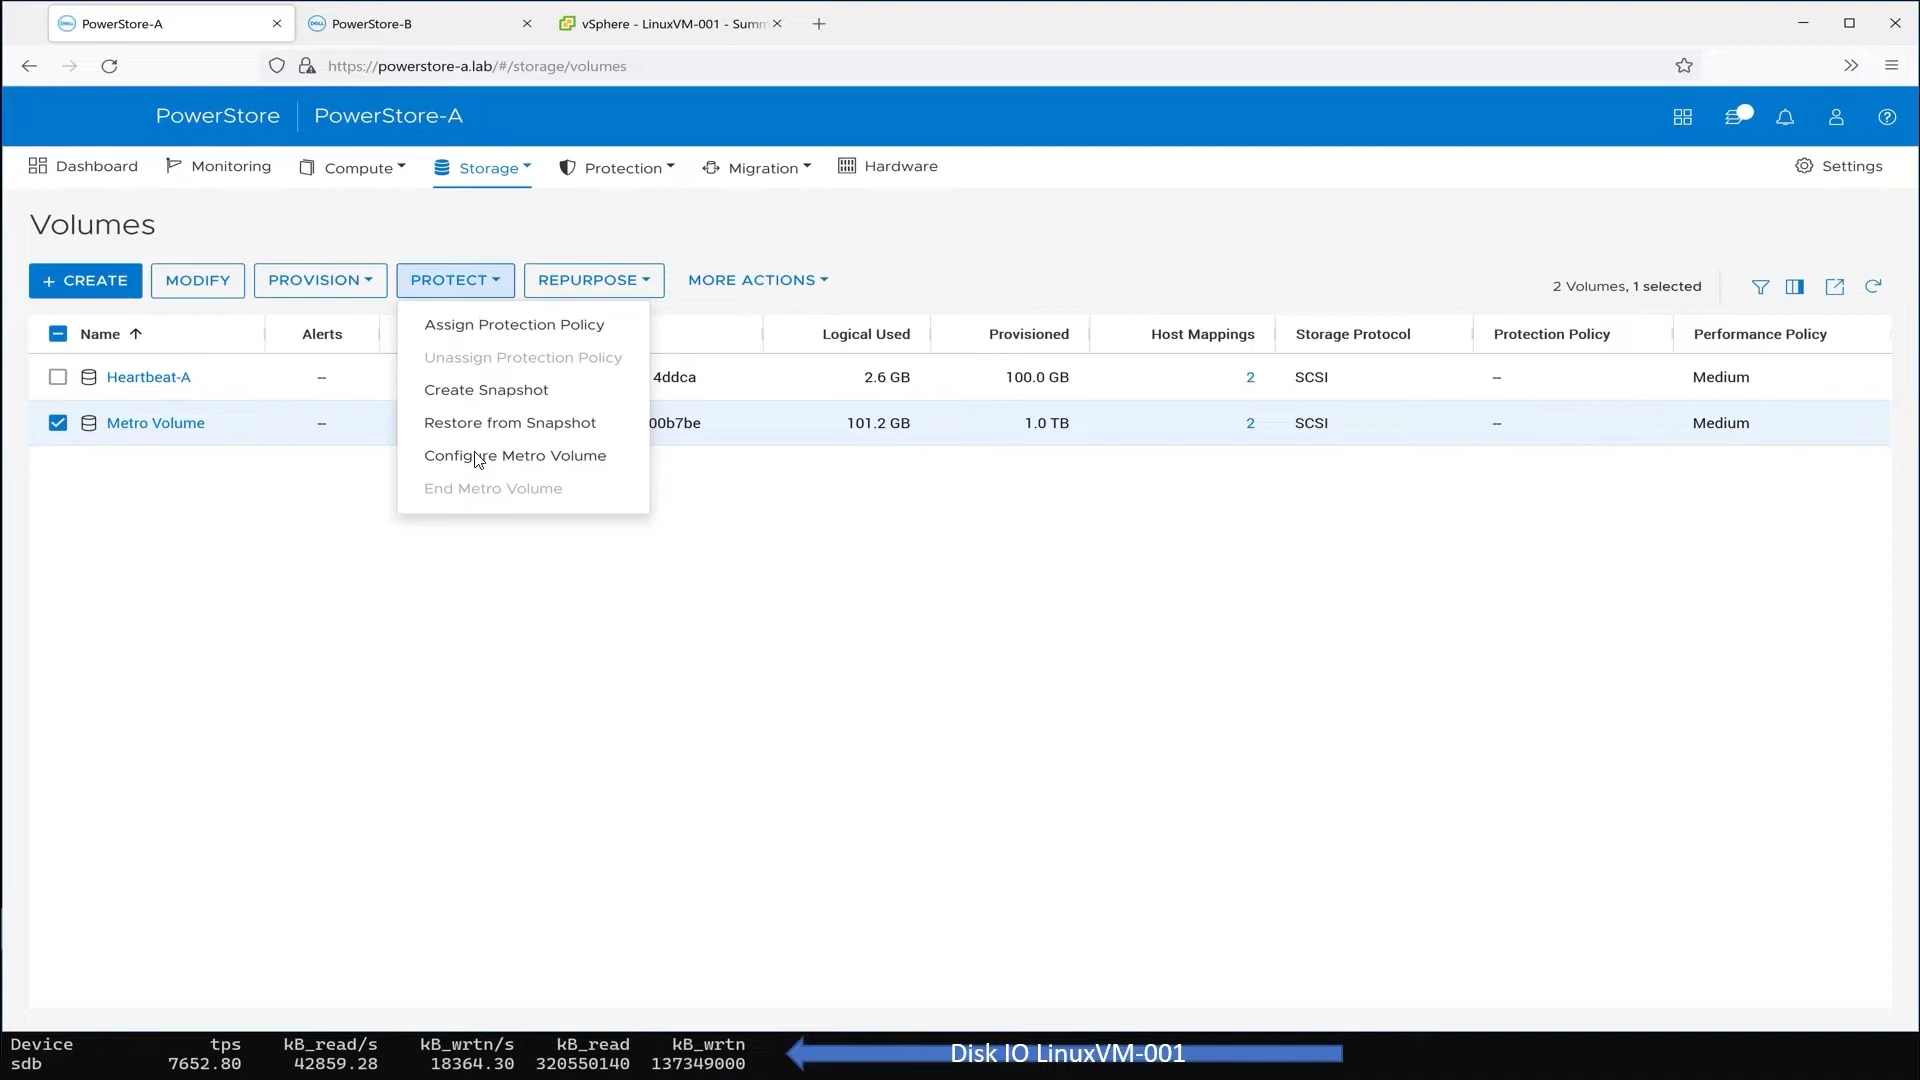 PowerStore-A
PowerStore-B
vSphere - LinuxVM-001 - Summ
https://powerstore-a.lab/#/storage/volumes
PowerStore
PowerStore-A
Dashboard
Monitoring
Compute
Storage
Protection
Migration
Hardware
Settings
Volumes
+ CREATE
MODIFY
PROVISION
PROTECT
REPURPOSE
MORE ACTIONS
2 Volumes, 1 selected
Name
Alerts
Logical Used
Provisioned
Host Mappings
Storage Protocol
Protection Policy
Performance Policy
Heartbeat-A
--
4ddca
2.6 GB
100.0 GB
2
SCSI
--
Medium
Metro Volume
--
00b7be
101.2 GB
1.0 TB
2
SCSI
--
Medium
Assign Protection Policy
Unassign Protection Policy
Create Snapshot
Restore from Snapshot
Configure Metro Volume
End Metro Volume
Device tps kB_read/s kB_wrtn/s kB_read kB_wrtn
sdb 7652.80 42859.28 18364.30 320550140 137349000
Disk IO LinuxVM-001